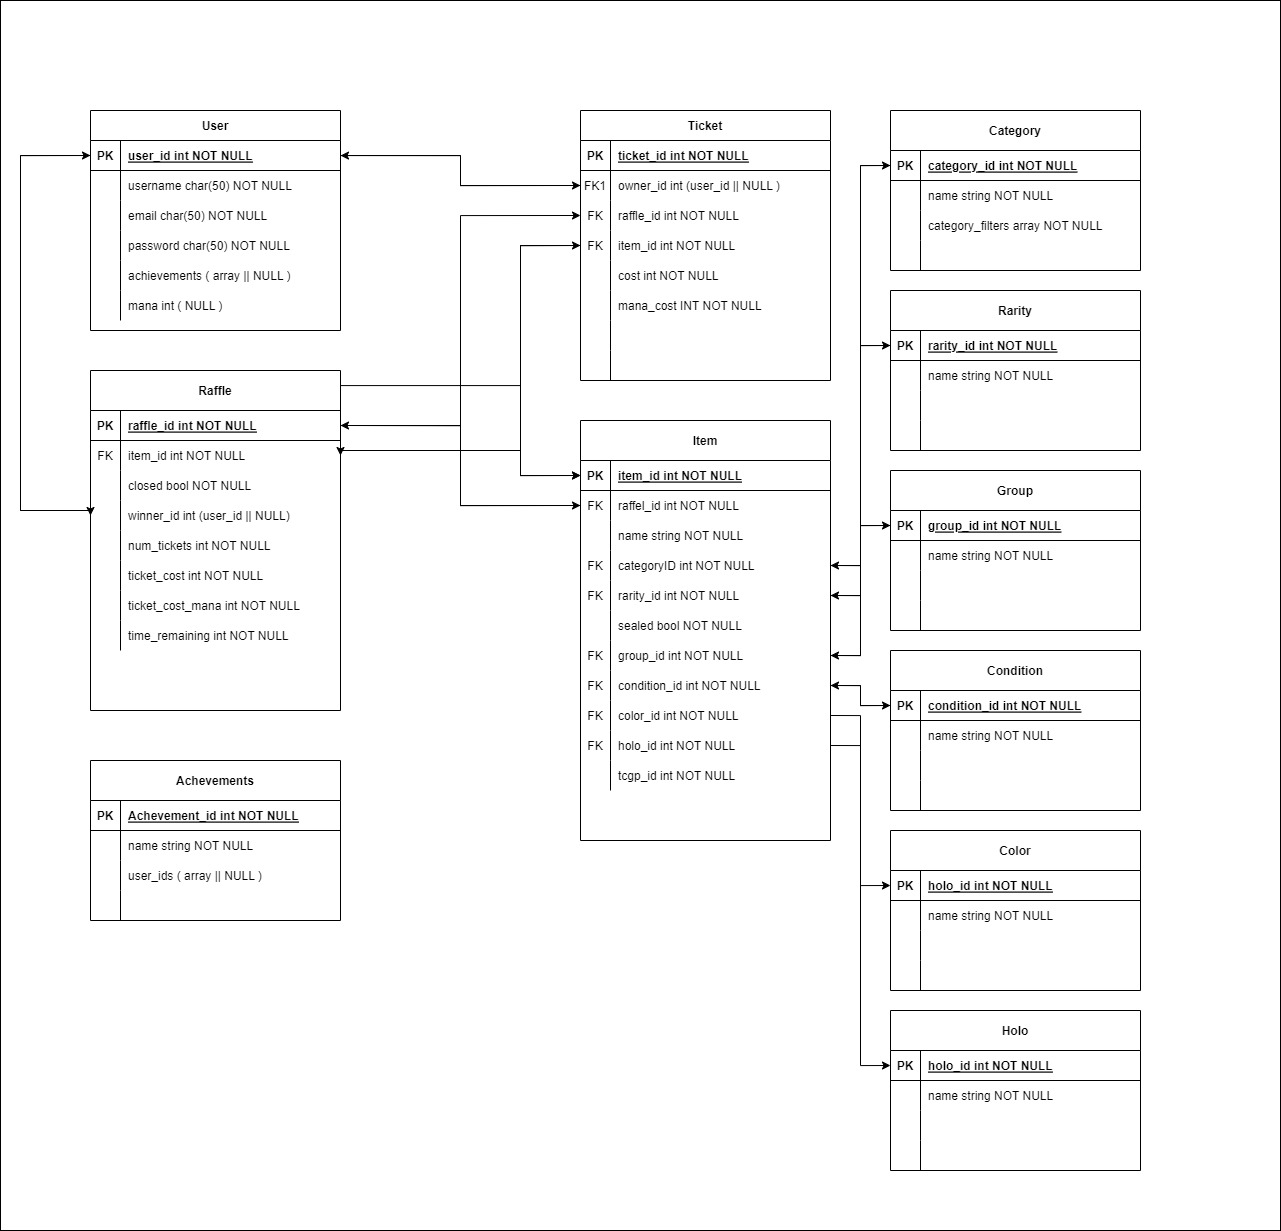 User
PK user_id int NOT NULL
username char(50) NOT NULL
email char(50) NOT NULL
password char(50) NOT NULL
achievements ( array || NULL )
mana int ( NULL )
Raffle
PK raffle_id int NOT NULL
FK item_id int NOT NULL
closed bool NOT NULL
winner_id int (user_id || NULL)
num_tickets int NOT NULL
ticket_cost int NOT NULL
ticket_cost_mana int NOT NULL
time_remaining int NOT NULL
Achevements
PK Achevement_id int NOT NULL
name string NOT NULL
user_ids ( array || NULL )
Ticket
PK ticket_id int NOT NULL
FK1 owner_id int (user_id || NULL )
FK raffle_id int NOT NULL
FK item_id int NOT NULL
cost int NOT NULL
mana_cost INT NOT NULL
Item
PK item_id int NOT NULL
FK raffel_id int NOT NULL
name string NOT NULL
FK categoryID int NOT NULL
FK rarity_id int NOT NULL
sealed bool NOT NULL
FK group_id int NOT NULL
FK condition_id int NOT NULL
FK color_id int NOT NULL
FK holo_id int NOT NULL
tcgp_id int NOT NULL
Category
PK category_id int NOT NULL
name string NOT NULL
category_filters array NOT NULL
Rarity
PK rarity_id int NOT NULL
name string NOT NULL
Group
PK group_id int NOT NULL
name string NOT NULL
Condition
PK condition_id int NOT NULL
name string NOT NULL
Color
PK holo_id int NOT NULL
name string NOT NULL
Holo
PK holo_id int NOT NULL
name string NOT NULL